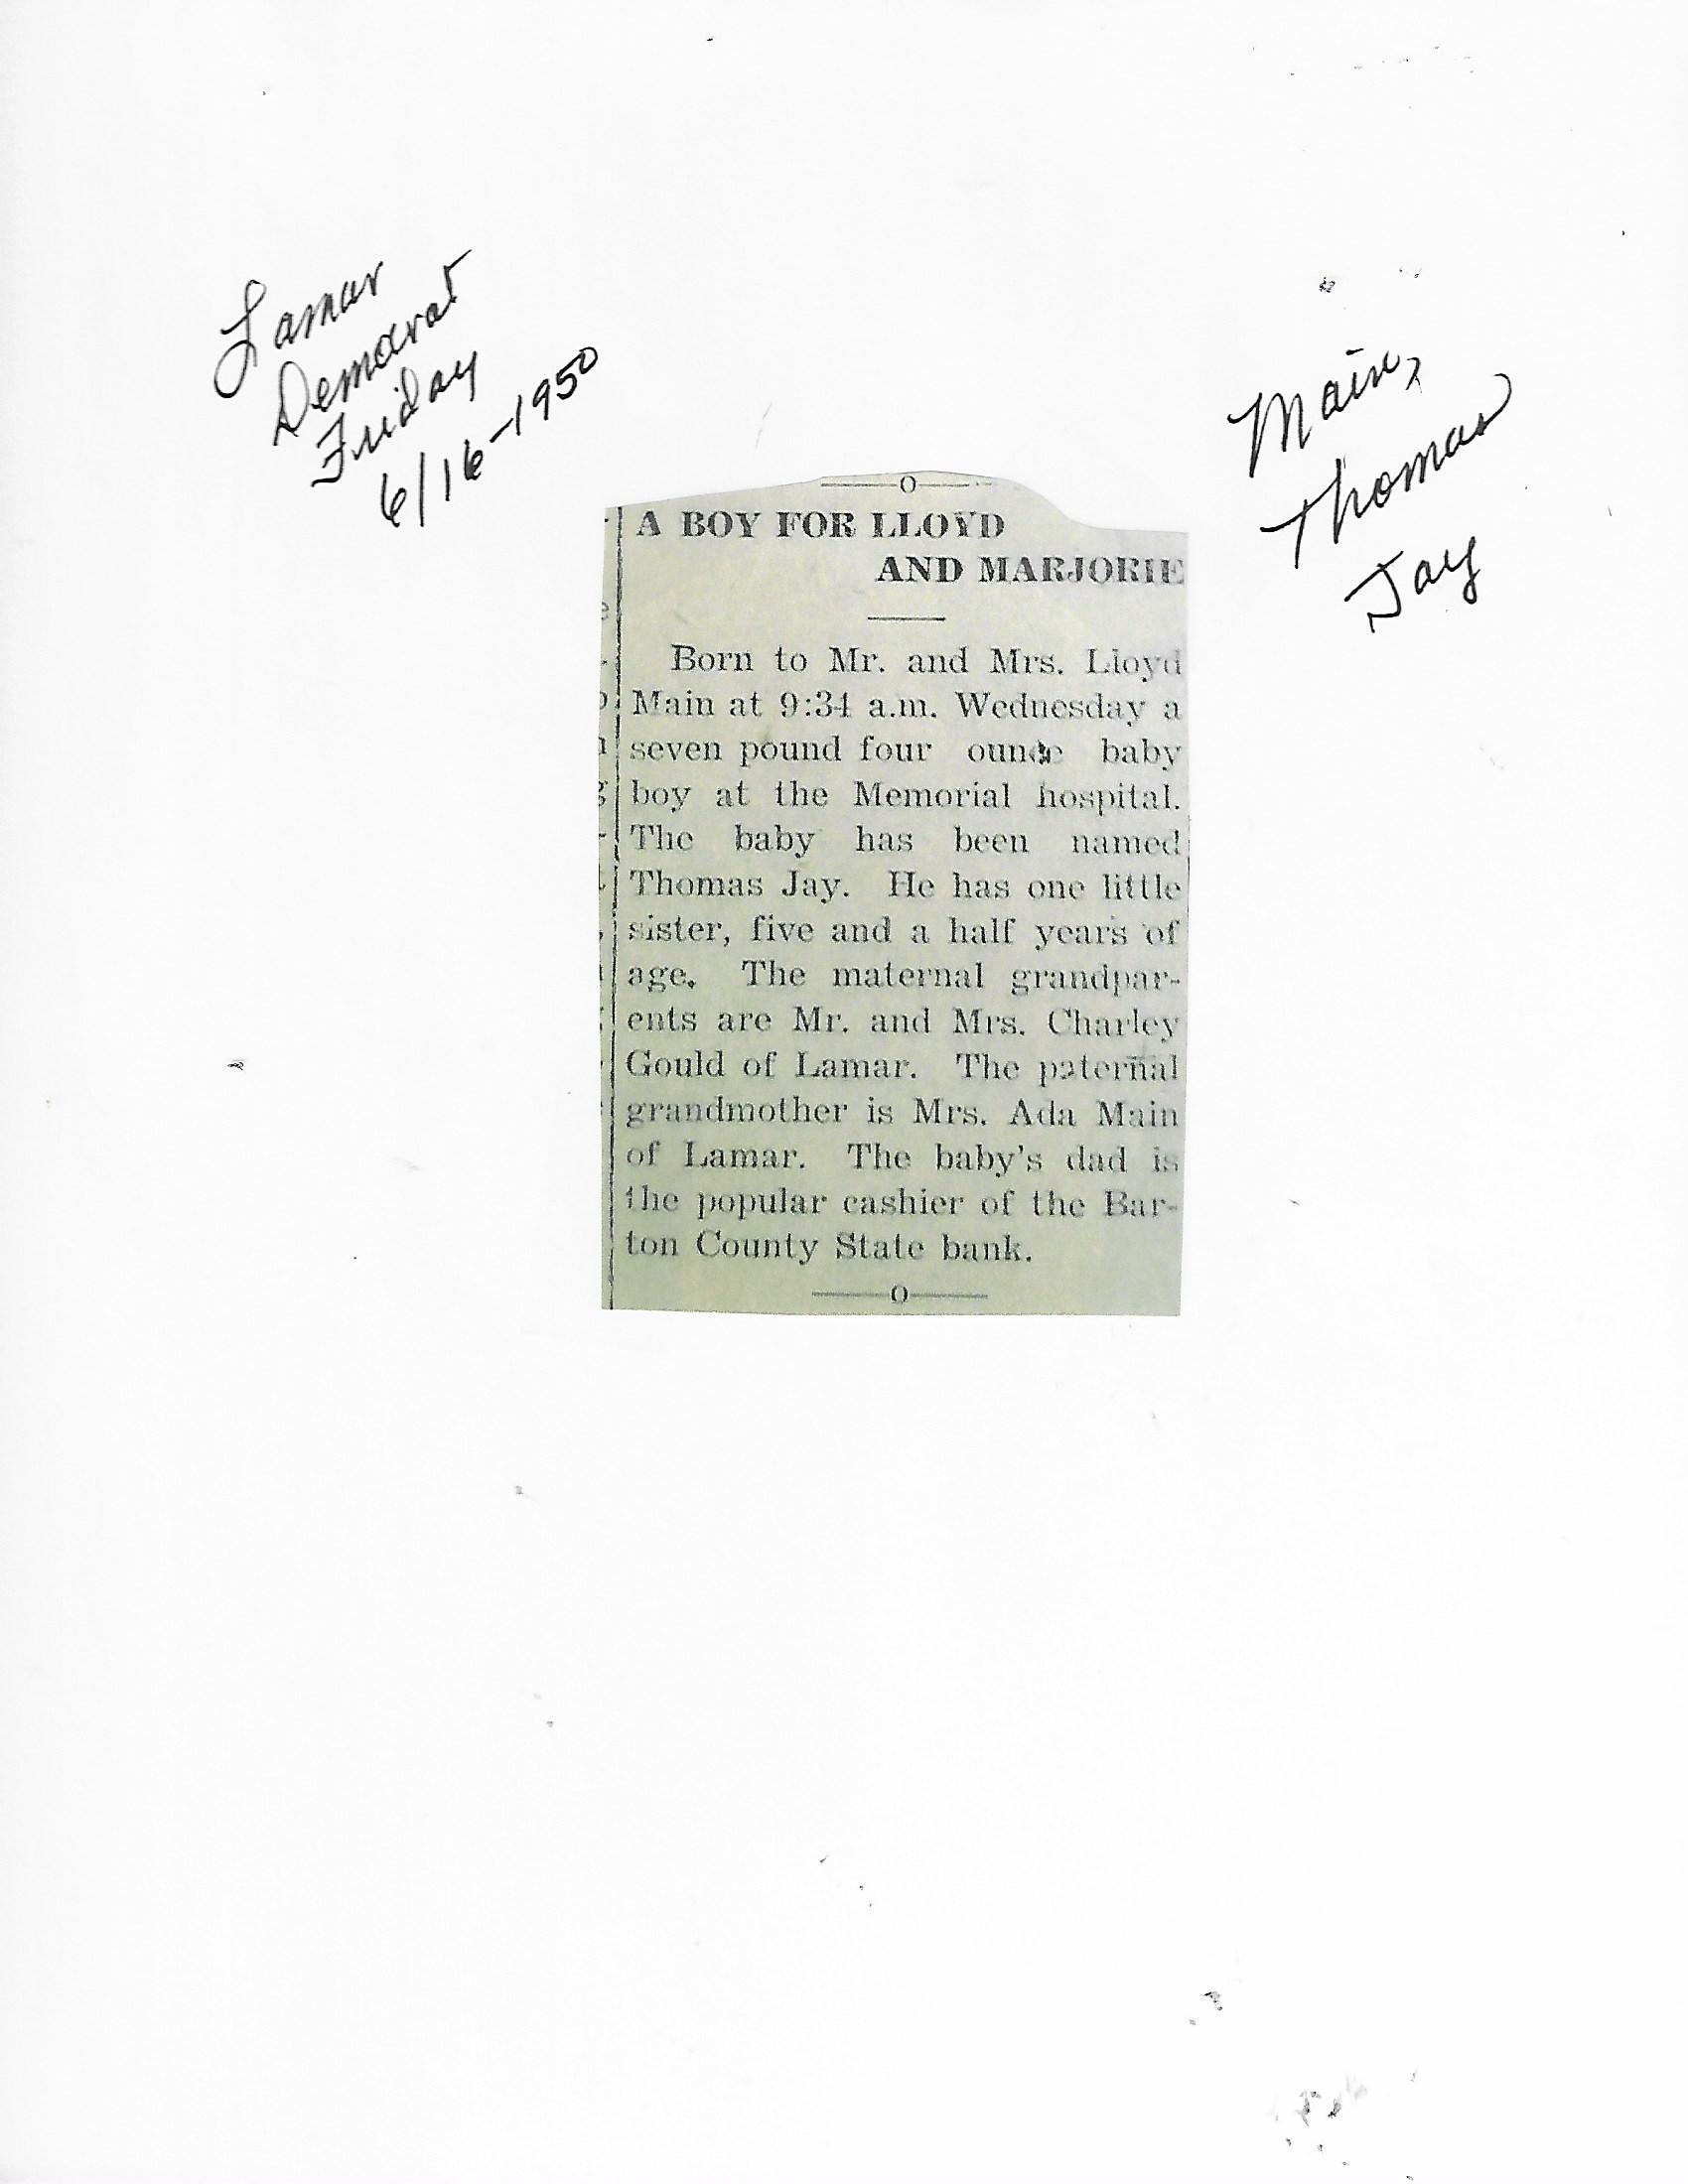 Lamar
Democrat
Friday
6/16-1950
Main,
Thomas
Jay
A BOY FOR LLOYD
AND MARJORIE
Born to Mr. and Mrs. Lloyd
Main at 9:34 a.m. Wednesday a
seven pound four ounce baby
boy at the Memorial hospital.
The baby has been named
Thomas Jay. He has one little
sister, five and a half years of
age. The maternal grandpar-
ents are Mr. and Mrs. Charley
Gould of Lamar. The paternal
grandmother is Mrs. Ada Main
of Lamar. The baby's dad is
the popular cashier of the Bar-
ton County State bank.